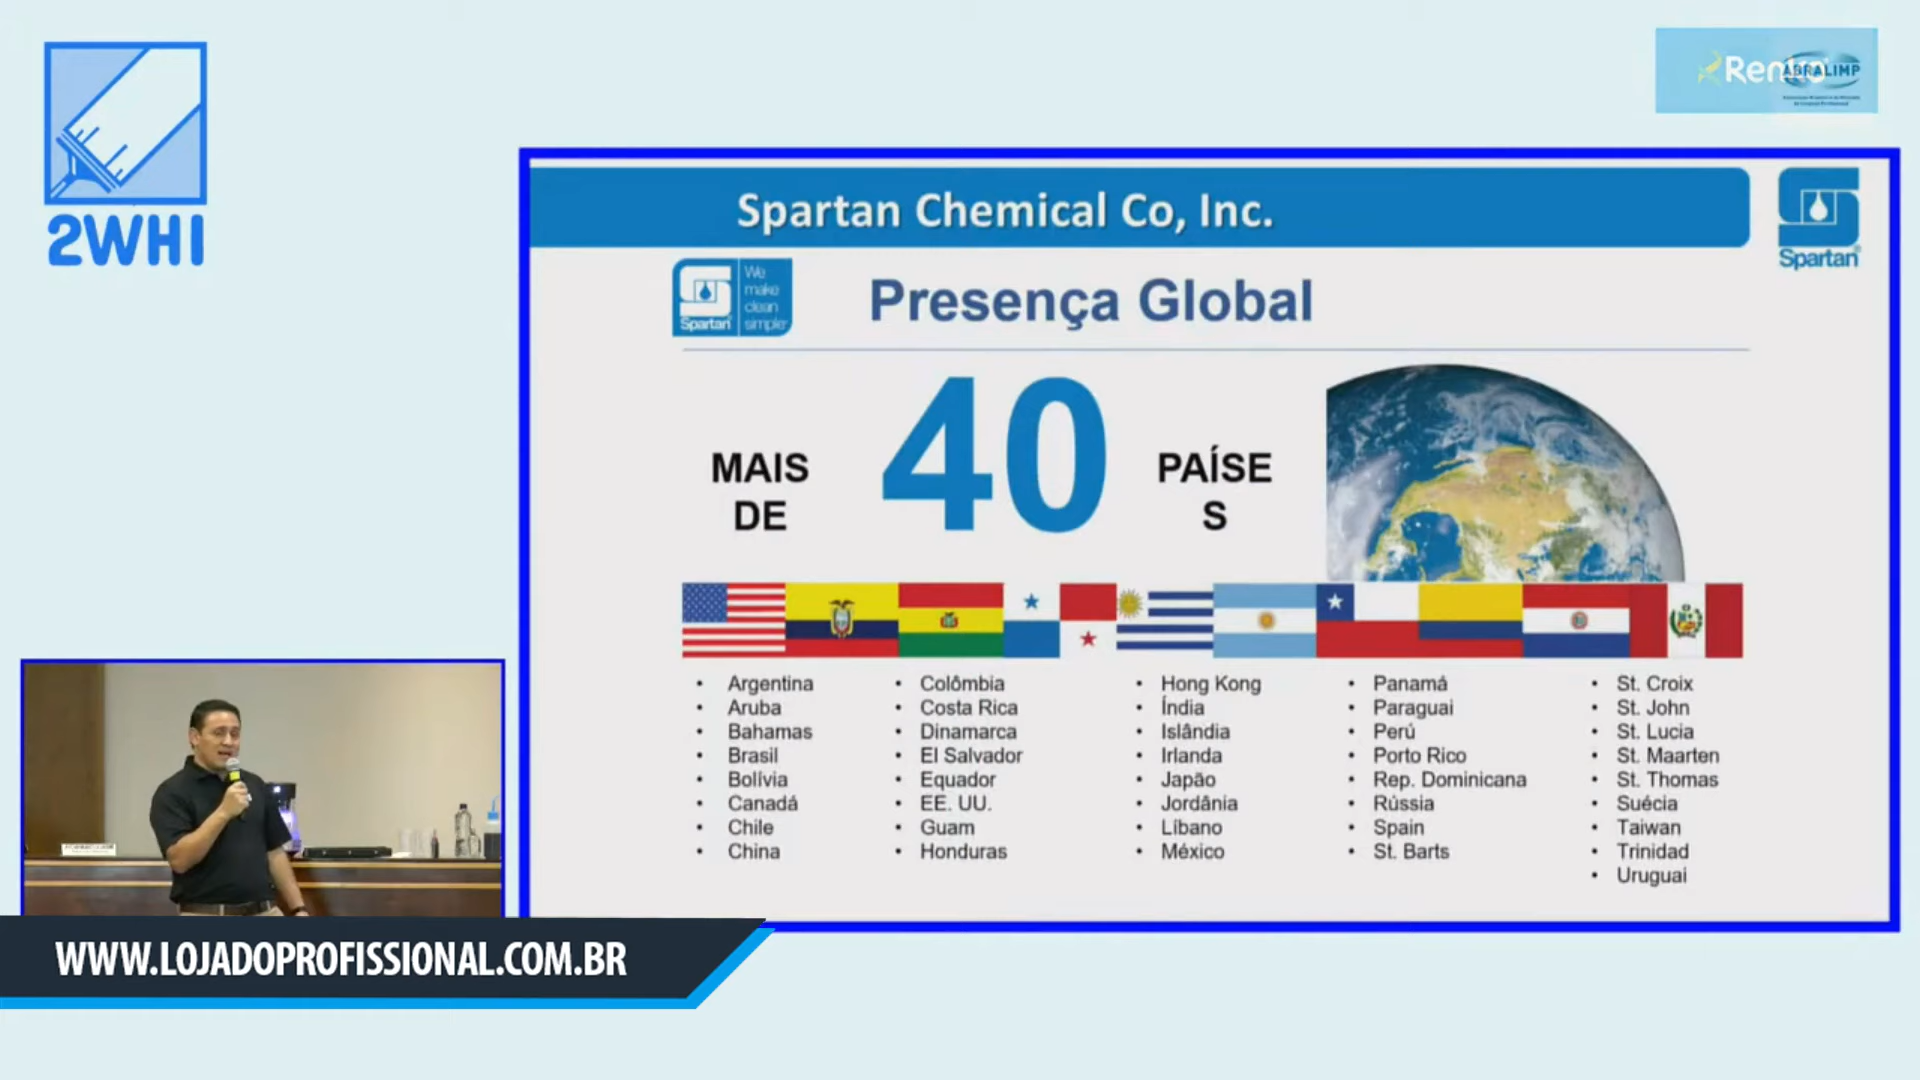 2WHI
Renko
ABRALIMP
Spartan Chemical Co, Inc.
Spartan
Spartan
We
make
clean
simple
Presença Global
MAIS
DE
40
PAÍSE
S
Argentina
Aruba
Bahamas
Brasil
Bolívia
Canadá
Chile
China
Colômbia
Costa Rica
Dinamarca
El Salvador
Equador
EE. UU.
Guam
Honduras
Hong Kong
Índia
Islândia
Irlanda
Japão
Jordânia
Líbano
México
Panamá
Paraguai
Perú
Porto Rico
Rep. Dominicana
Rússia
Spain
St. Barts
St. Croix
St. John
St. Lucia
St. Maarten
St. Thomas
Suécia
Taiwan
Trinidad
Uruguai
WWW.LOJADOPROFISSIONAL.COM.BR